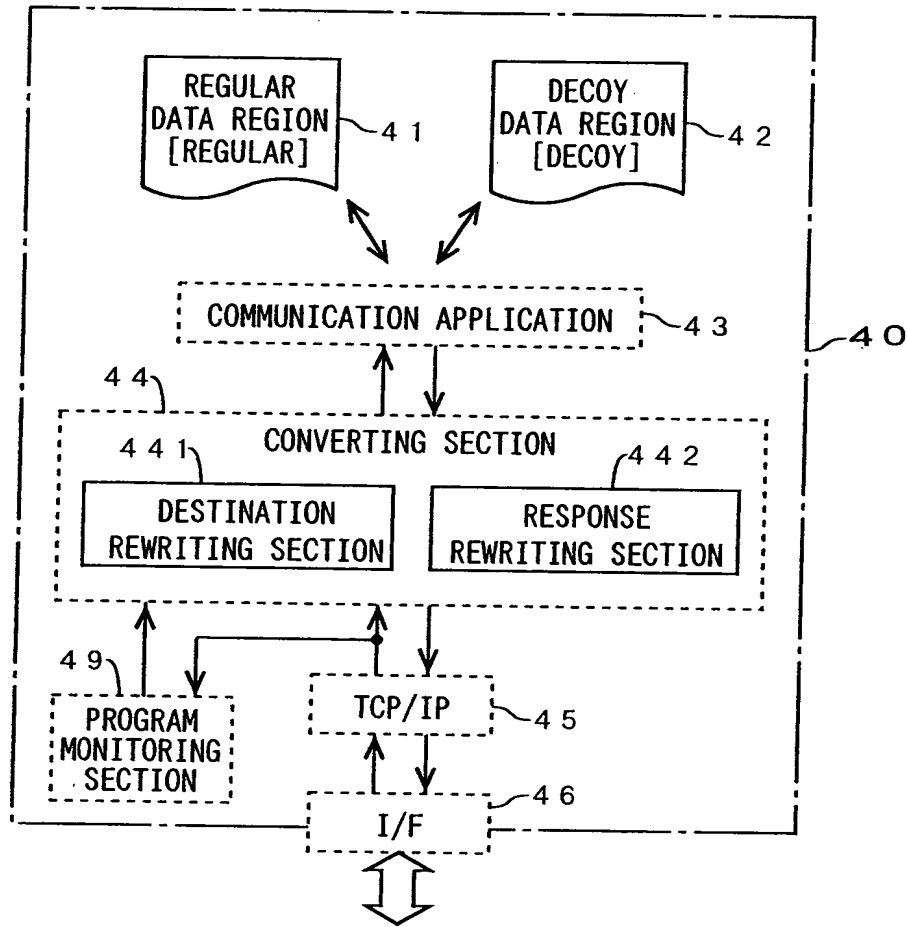 REGULAR
DATA REGION
[REGULAR]
41
DECOY
DATA REGION
[DECOY]
42
COMMUNICATION APPLICATION
43
40
44
CONVERTING SECTION
441
442
DESTINATION
REWRITING SECTION
RESPONSE
REWRITING SECTION
49
PROGRAM
MONITORING
SECTION
TCP/IP
45
46
I/F